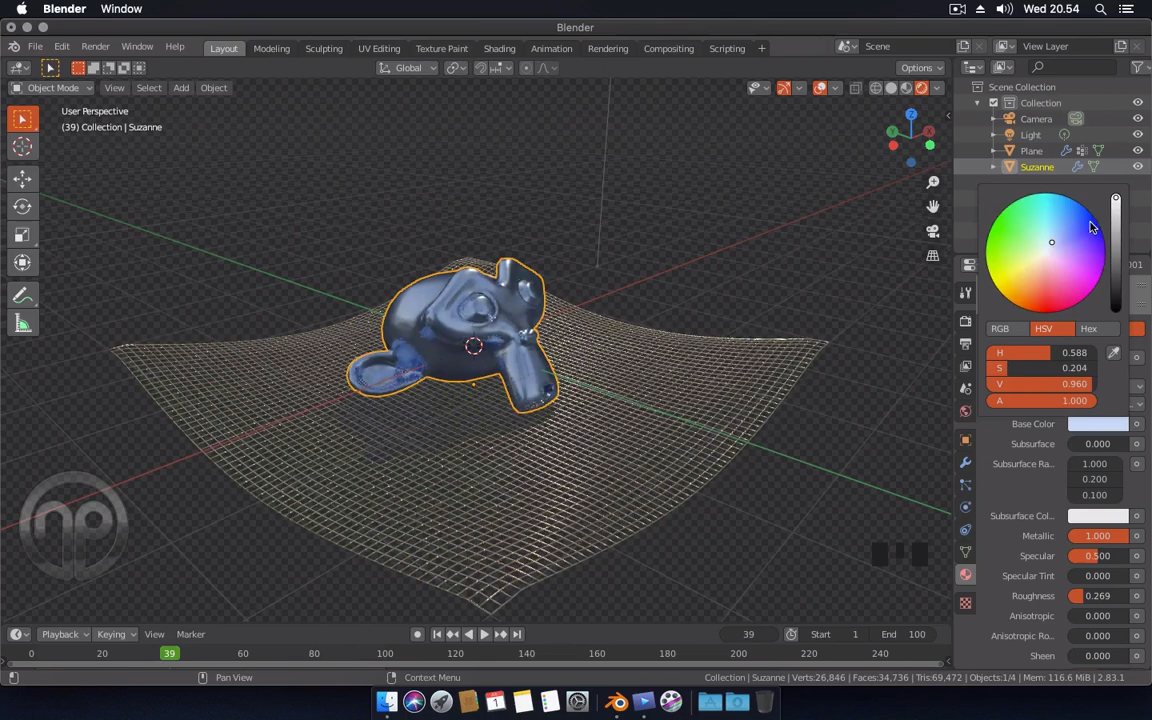 Blender Window Wed 20.54
Blender
File Edit Render Window Help Layout Modeling Sculpting UV Editing Texture Paint Shading Animation Rendering Compositing Scripting + Scene View Layer
Global Options
Object Mode View Select Add Object
Scene Collection
User Perspective
(39) Collection | Suzanne
Collection
Camera
Light
Plane
Suzanne
Z
Y
X
001
RGB HSV Hex
H 0.588
S 0.204
V 0.960
A 1.000
Base Color
Subsurface 0.000
Subsurface Ra... 1.000
0.200
0.100
Subsurface Col...
Metallic 1.000
Specular 0.500
Specular Tint 0.000
Roughness 0.269
Anisotropic 0.000
Anisotropic Ro... 0.000
Sheen 0.000
np
Playback Keying View Marker 39 Start 1 End 100
0 20 39 60 80 100 120 140 160 180 200 220 240
Pan View Context Menu Collection | Suzanne | Verts:26,846 | Faces:34,736 | Tris:69,472 | Objects:1/4 | Mem: 116.6 MiB | 2.83.1
1